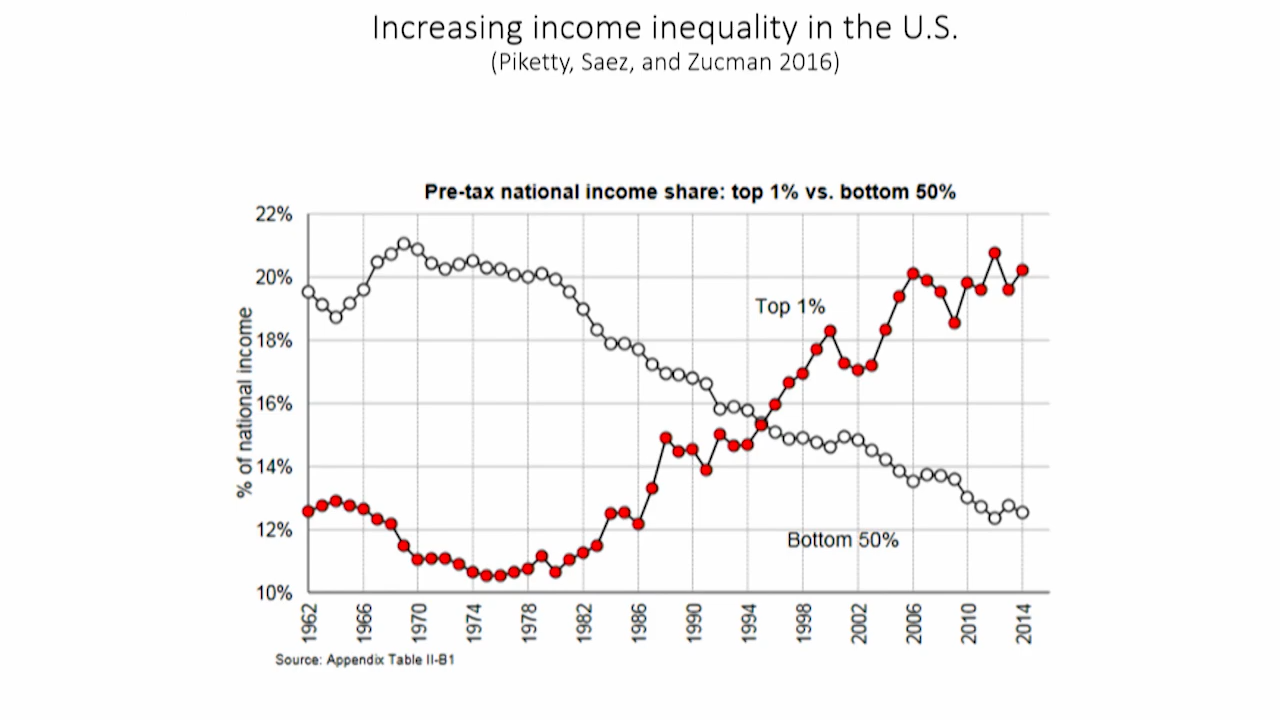 Increasing income inequality in the U.S.
(Piketty, Saez, and Zucman 2016)
Pre-tax national income share: top 1% vs. bottom 50%
% of national income
22%
20%
18%
16%
14%
12%
10%
Top 1%
Bottom 50%
1962 1966 1970 1974 1978 1982 1986 1990 1994 1998 2002 2006 2010 2014
Source: Appendix Table II-B1